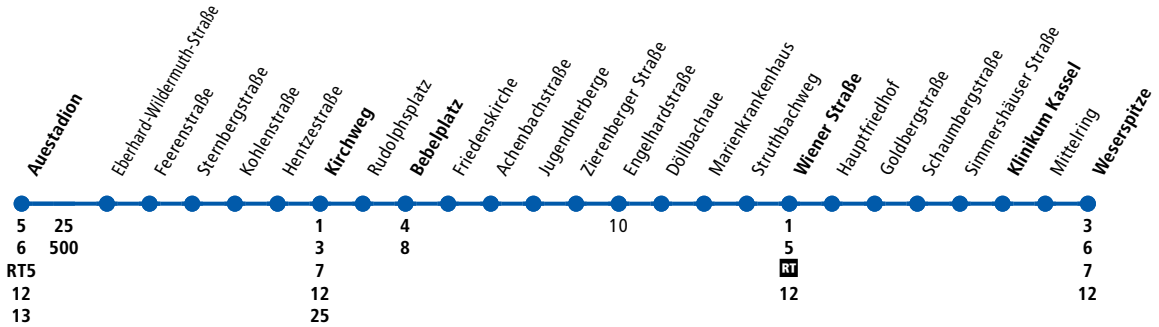 Auestadion
Eberhard-Wildermuth-Straße
Feerenstraße
Sternbergstraße
Kohlenstraße
Hentzestraße
Kirchweg
Rudolphsplatz
Bebelplatz
Friedenskirche
Achenbachstraße
Jugendherberge
Zierenberger Straße
Engelhardstraße
Döllbachaue
Marienkrankenhaus
Struthbachweg
Wiener Straße
Hauptfriedhof
Goldbergstraße
Schaumbergstraße
Simmershäuser Straße
Klinikum Kassel
Mittelring
Weserspitze
5 25 1 4 10 1 3
6 500 3 8 5 6
RT5 7 RT 7
12 12 12 12
13 25